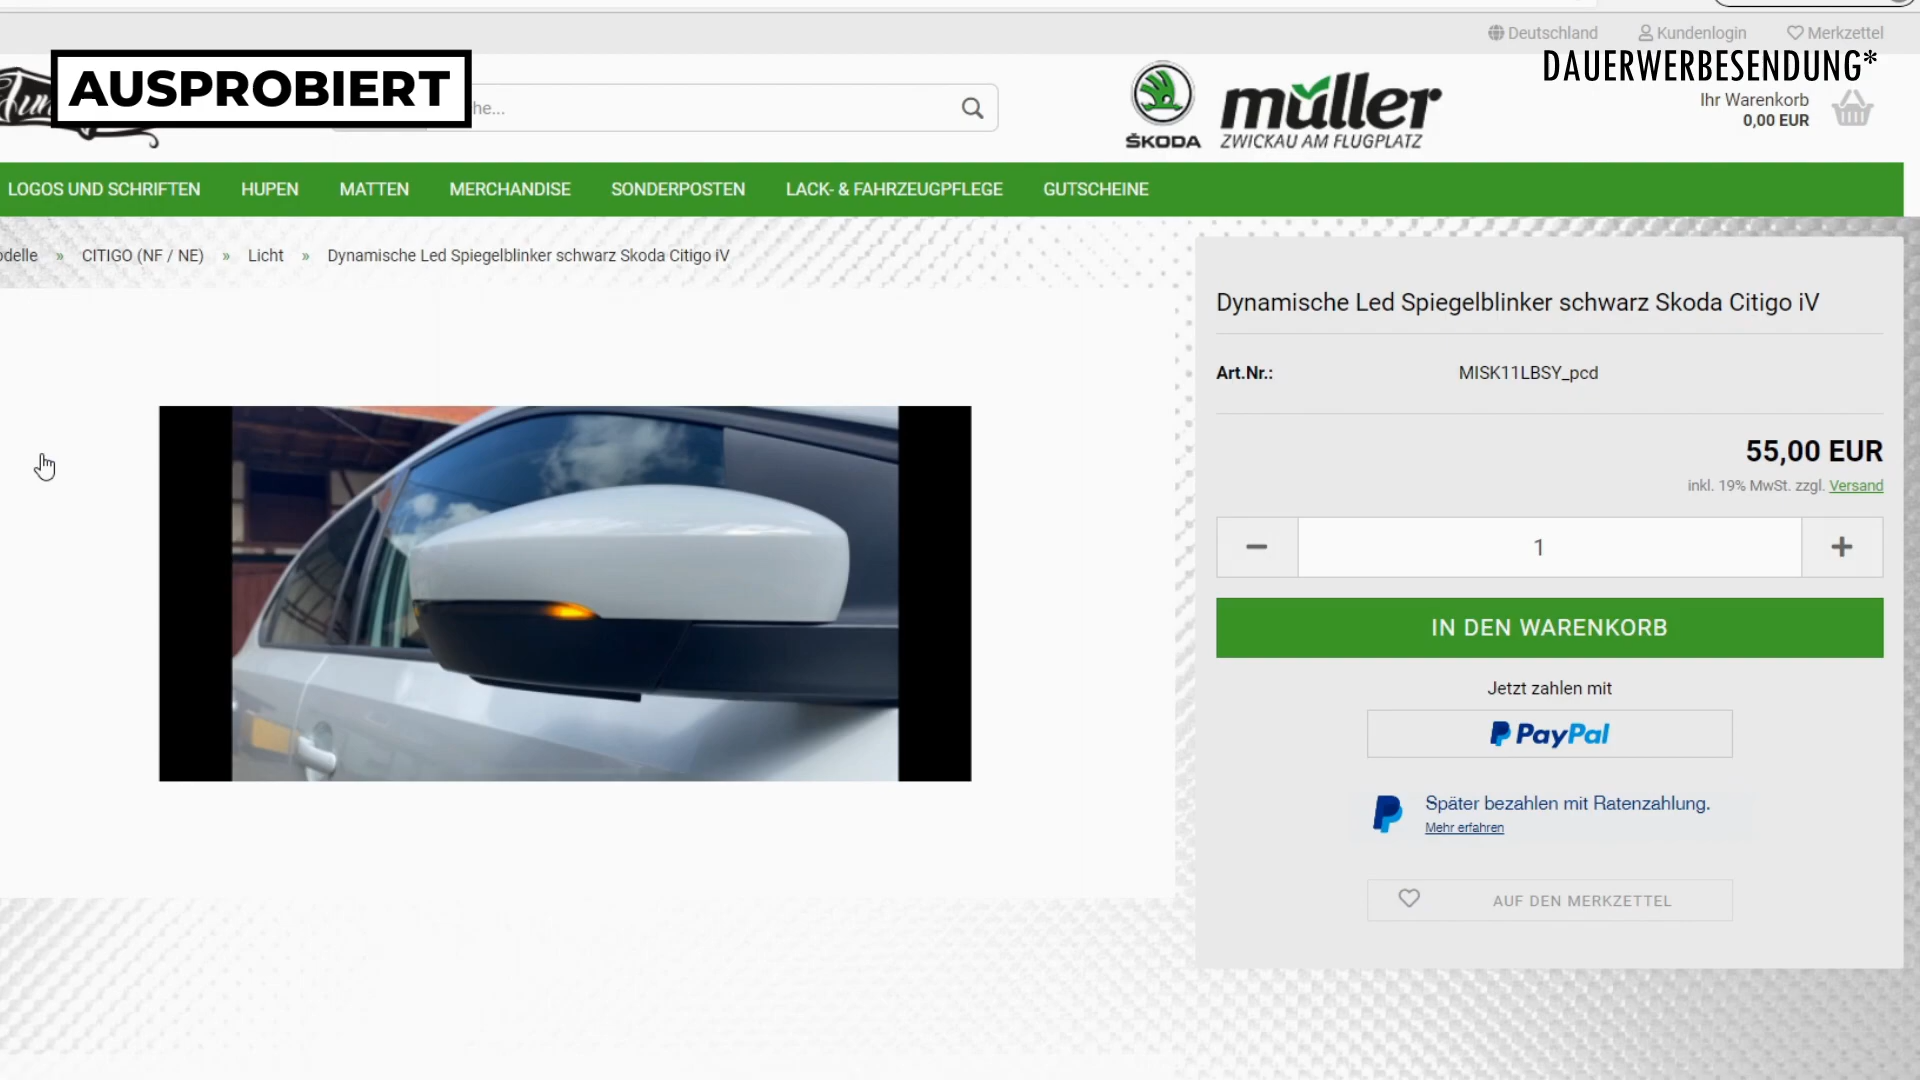 Deutschland
Kundenlogin
Merkzettel
AUSPROBIERT
DAUERWERBESENDUNG*
he...
ŠKODA
müller
ZWICKAU AM FLUGPLATZ
Ihr Warenkorb
0,00 EUR
LOGOS UND SCHRIFTEN
HUPEN
MATTEN
MERCHANDISE
SONDERPOSTEN
LACK- & FAHRZEUGPFLEGE
GUTSCHEINE
odelle » CITIGO (NF / NE) » Licht » Dynamische Led Spiegelblinker schwarz Skoda Citigo iV
Dynamische Led Spiegelblinker schwarz Skoda Citigo iV
Art.Nr.: MISK11LBSY_pcd
55,00 EUR
inkl. 19% MwSt. zzgl. Versand
1
IN DEN WARENKORB
Jetzt zahlen mit
PayPal
Später bezahlen mit Ratenzahlung.
Mehr erfahren
AUF DEN MERKZETTEL